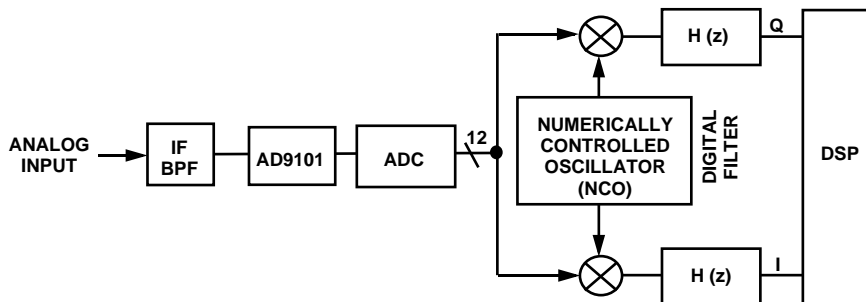 ANALOG
INPUT
IF
BPF
AD9101
ADC
12
NUMERICALLY
CONTROLLED
OSCILLATOR
(NCO)
H (z)
Q
DIGITAL
FILTER
H (z)
I
DSP